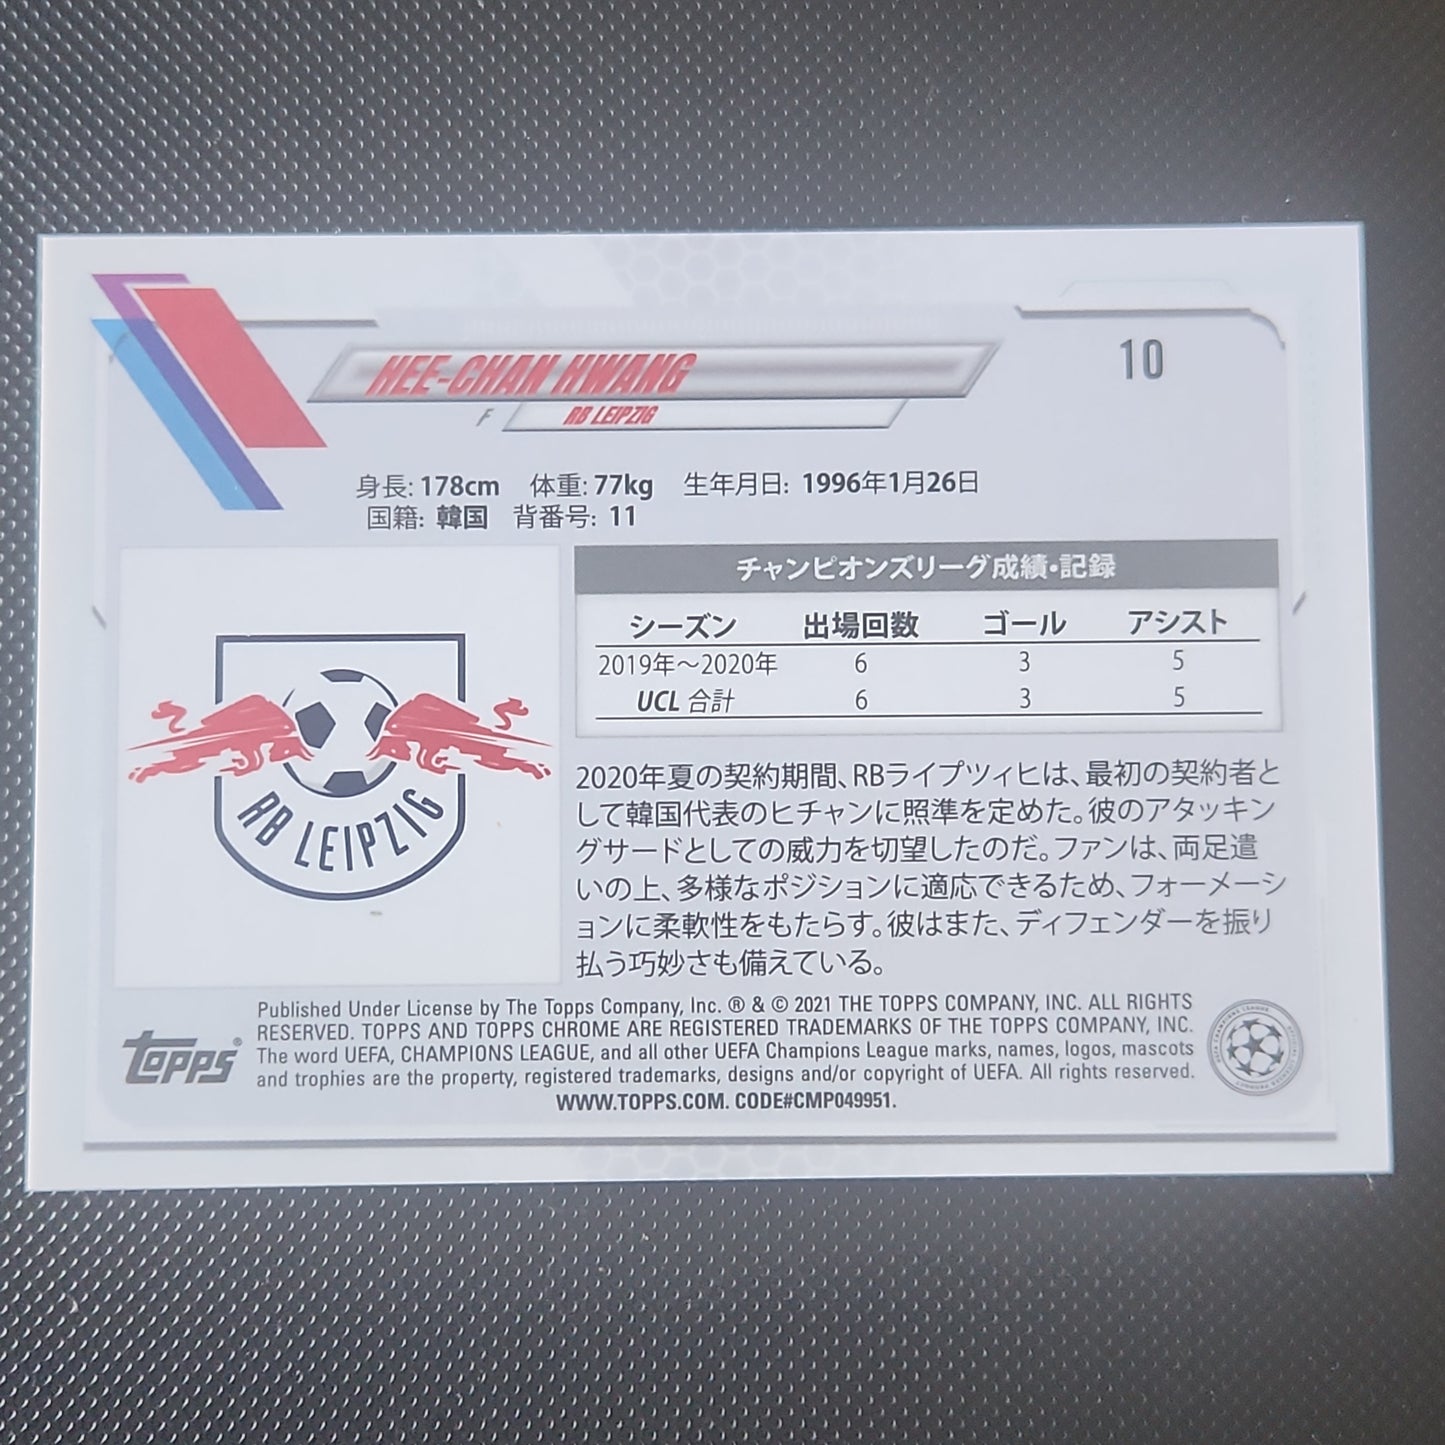 10
HEE-CHAN HWANG
F RB LEIPZIG
身長: 178cm 体重: 77kg 生年月日: 1996年1月26日
国籍: 韓国 背番号: 11
チャンピオンズリーグ成績・記録
シーズン 出場回数 ゴール アシスト
2019年〜2020年 6 3 5
UCL 合計 6 3 5
RB LEIPZIG
2020年夏の契約期間、RBライプツィヒは、最初の契約者と
して韓国代表のヒチャンに照準を定めた。彼のアタッキン
グサードとしての威力を切望したのだ。ファンは、両足遣
いの上、多様なポジションに適応できるため、フォーメーシ
ョンに柔軟性をもたらす。彼はまた、ディフェンダーを振り
払う巧妙さも備えている。
Published Under License by The Topps Company, Inc. ® & © 2021 THE TOPPS COMPANY, INC. ALL RIGHTS
RESERVED. TOPPS AND TOPPS CHROME ARE REGISTERED TRADEMARKS OF THE TOPPS COMPANY, INC.
The word UEFA, CHAMPIONS LEAGUE, and all other UEFA Champions League marks, names, logos, mascots
and trophies are the property, registered trademarks, designs and/or copyright of UEFA. All rights reserved.
WWW.TOPPS.COM. CODE#CMP049951.
TOPPS®